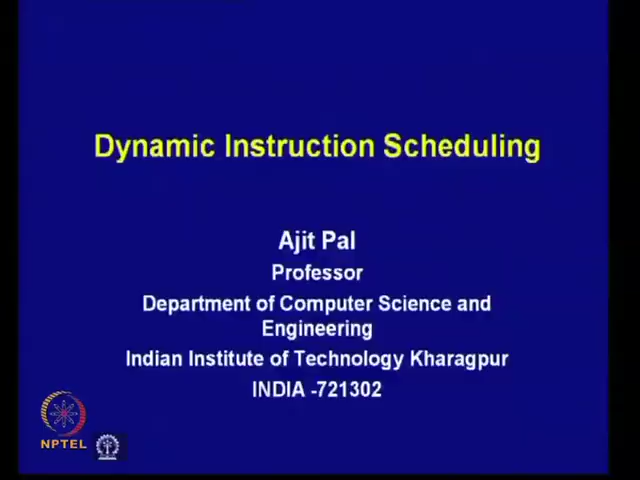 Dynamic Instruction Scheduling
Ajit Pal
Professor
Department of Computer Science and
Engineering
Indian Institute of Technology Kharagpur
INDIA -721302
NPTEL